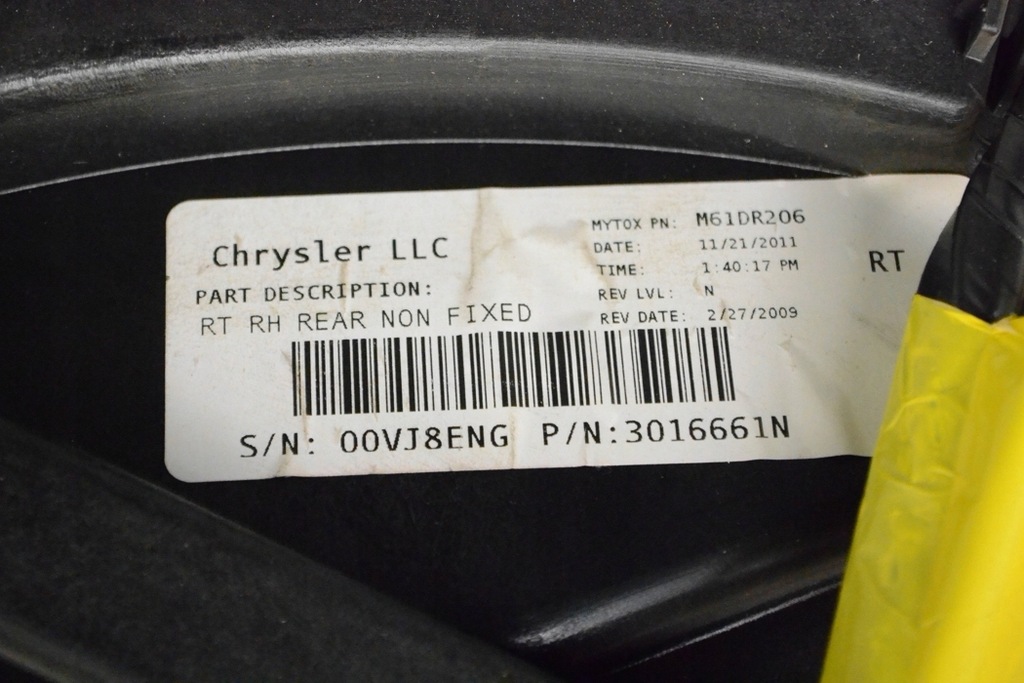 Chrysler LLC
PART DESCRIPTION:
RT RH REAR NON FIXED
MYTOX PN: M61DR206
DATE: 11/21/2011
TIME: 1:40:17 PM
REV LVL: N
REV DATE: 2/27/2009
RT
S/N: 00VJ8ENG P/N:3016661N